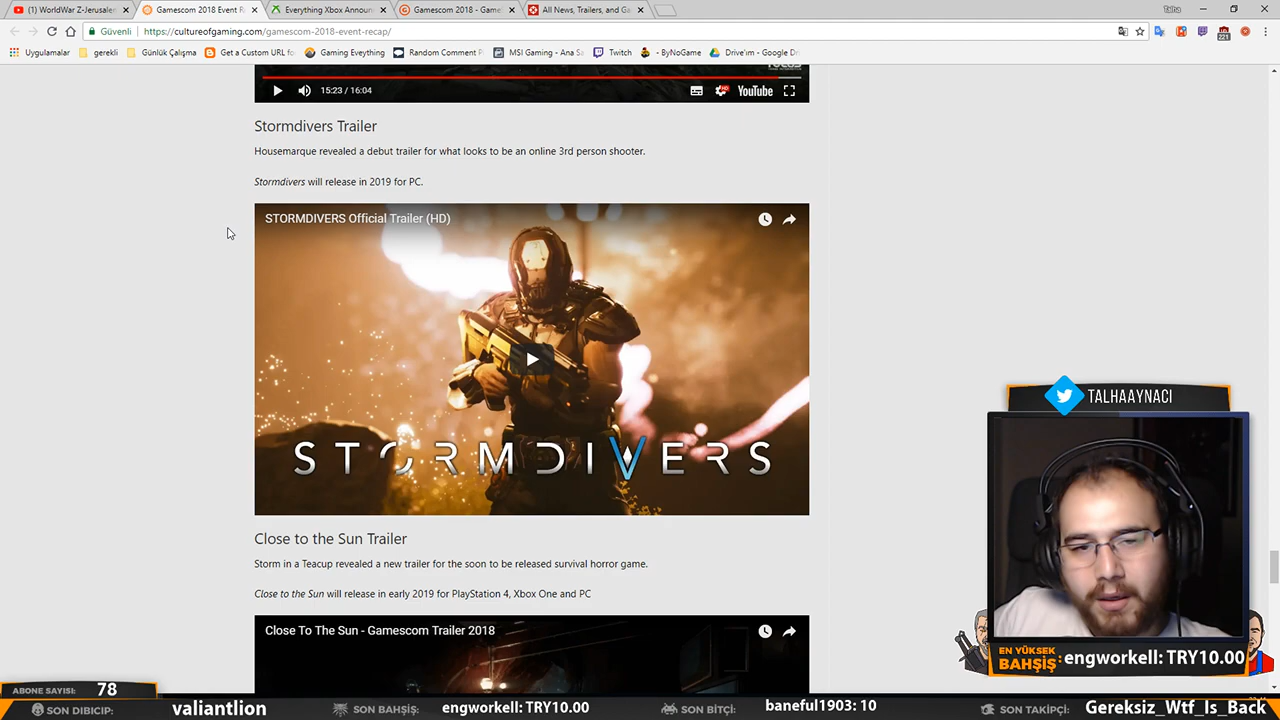 (1) WorldWar Z-Jerusaler
Gamescom 2018 Event R
Everything Xbox Announ
Gamescom 2018 - Game
All News, Trailers, and Ga
Talha
Güvenli
https://cultureofgaming.com/gamescom-2018-event-recap/
221
Uygulamalar
gerekli
Günlük Çalışma
Get a Custom URL fo
Gaming Eveything
Random Comment P
MSI Gaming - Ana Sa
Twitch
- ByNoGame
Drive'ım - Google Dr
15:23 / 16:04
HD
YouTube
Stormdivers Trailer
Housemarque revealed a debut trailer for what looks to be an online 3rd person shooter.
Stormdivers will release in 2019 for PC.
STORMDIVERS Official Trailer (HD)
STORMDIVERS
Close to the Sun Trailer
Storm in a Teacup revealed a new trailer for the soon to be released survival horror game.
Close to the Sun will release in early 2019 for PlayStation 4, Xbox One and PC
Close To The Sun - Gamescom Trailer 2018
TALHAAYNACI
EN YÜKSEK
BAHŞİŞ: engworkell: TRY10.00
ABONE SAYISI: 78
SON DIBICIP: valiantlion
SON BAHŞİŞ: engworkell: TRY10.00
SON BİTÇİ: baneful1903: 10
SON TAKİPÇİ: Gereksiz_Wtf_Is_Back